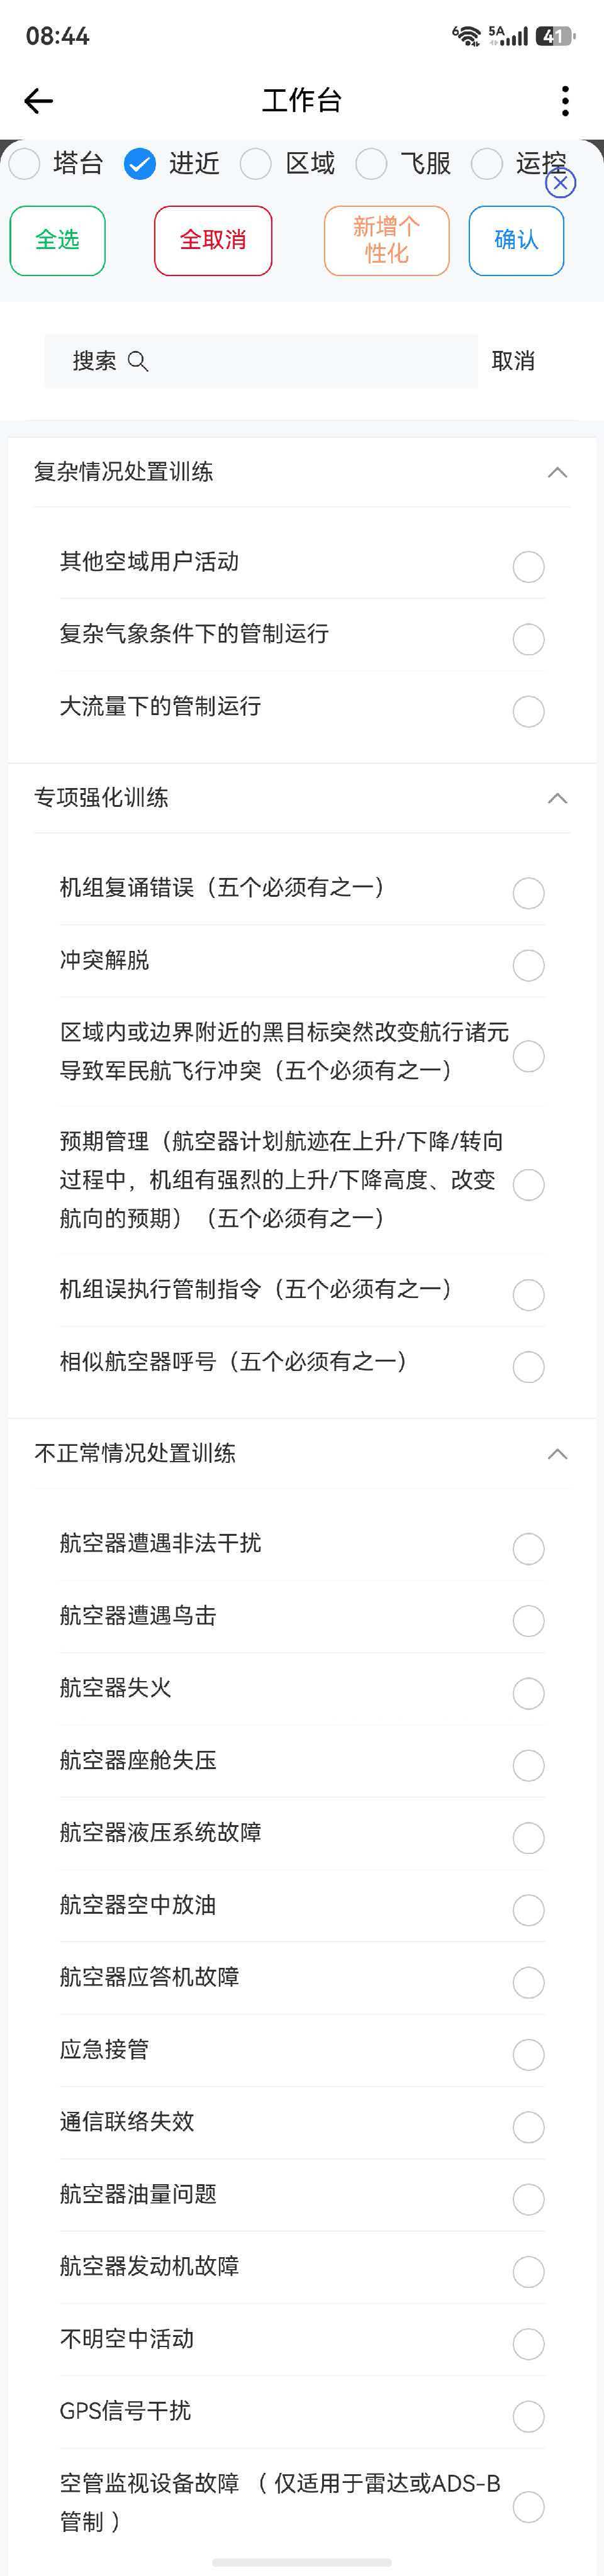 08:44
6 5A 41
工作台
塔台 进近 区域 飞服 运控
全选 全取消 新增个性化 确认
搜索 取消
复杂情况处置训练
其他空域用户活动
复杂气象条件下的管制运行
大流量下的管制运行
专项强化训练
机组复诵错误（五个必须有之一）
冲突解脱
区域内或边界附近的黑目标突然改变航行诸元
导致军民航飞行冲突（五个必须有之一）
预期管理（航空器计划航迹在上升/下降/转向
过程中，机组有强烈的上升/下降高度、改变
航向的预期）（五个必须有之一）
机组误执行管制指令（五个必须有之一）
相似航空器呼号（五个必须有之一）
不正常情况处置训练
航空器遭遇非法干扰
航空器遭遇鸟击
航空器失火
航空器座舱失压
航空器液压系统故障
航空器空中放油
航空器应答机故障
应急接管
通信联络失效
航空器油量问题
航空器发动机故障
不明空中活动
GPS信号干扰
空管监视设备故障 （ 仅适用于雷达或ADS-B
管制 ）